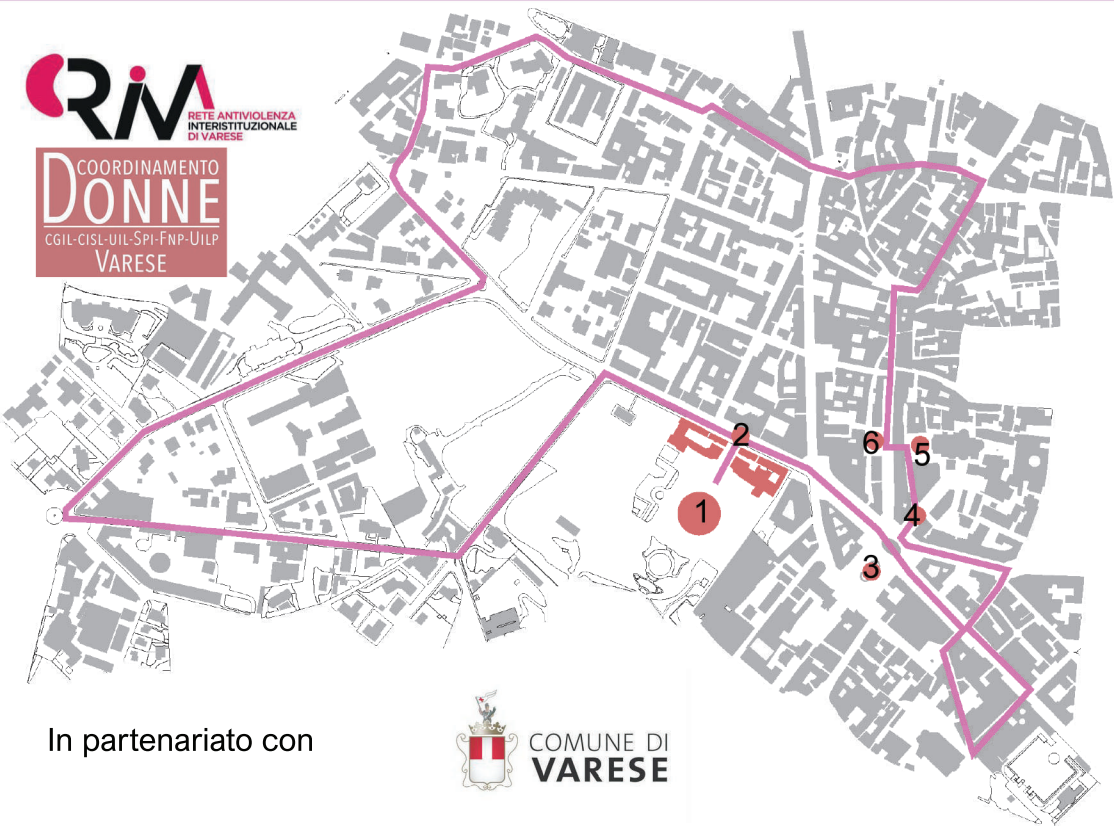 RiVA
RETE ANTIVIOLENZA
INTERISTITUZIONALE
DI VARESE
COORDINAMENTO
DONNE
CGIL-CISL-UIL-SPI-FNP-UILP
VARESE
2
6
5
1
4
3
In partenariato con
COMUNE DI
VARESE